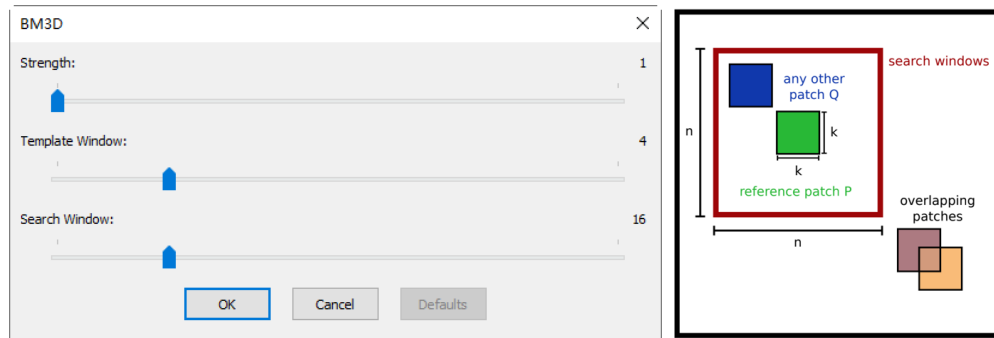 BM3D
Strength:
1
Template Window:
4
Search Window:
16
OK
Cancel
Defaults
search windows
any other
patch Q
n
k
k
reference patch P
n
overlapping
patches